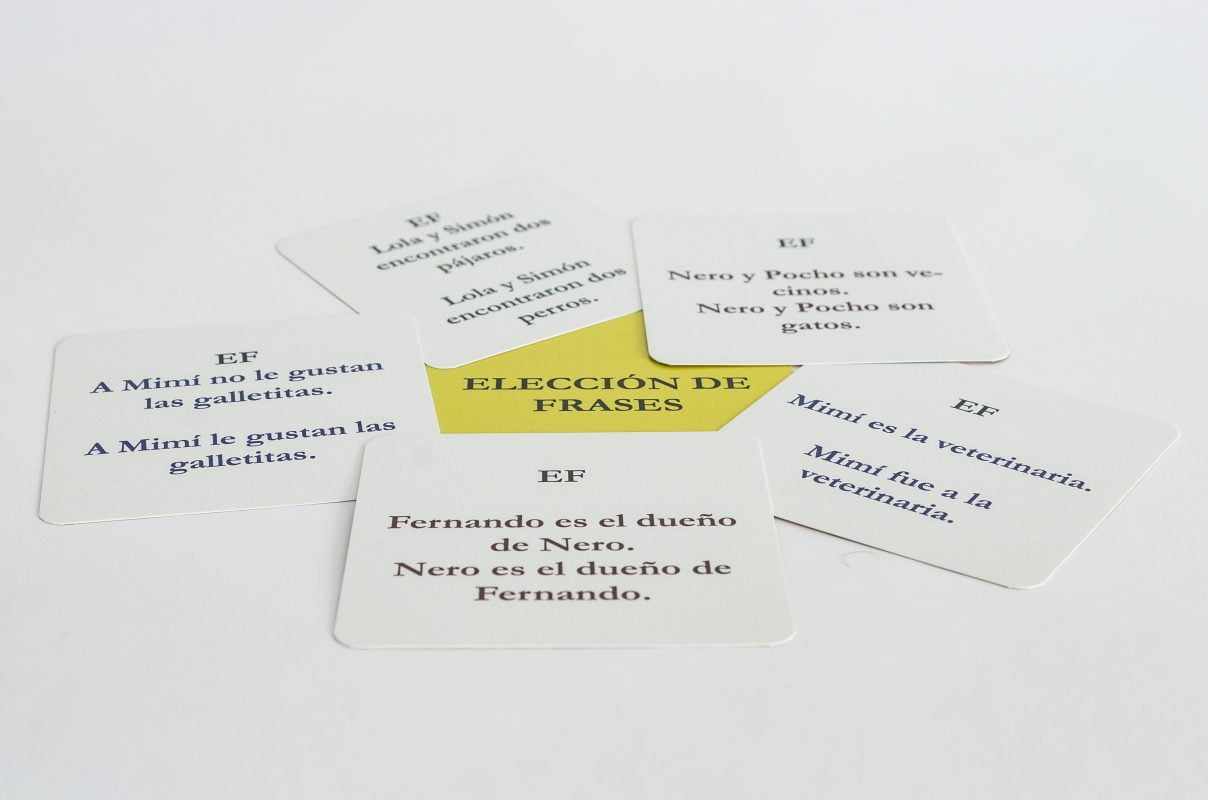 EF
Lola y Simón
encontraron dos
pájaros.
Lola y Simón
encontraron dos
perros.
EF
Nero y Pocho son ve-
cinos.
Nero y Pocho son
gatos.
EF
A Mimí no le gustan
las galletitas.
A Mimí le gustan las
galletitas.
ELECCIÓN DE
FRASES
EF
Mimí es la veterinaria.
Mimí fue a la
veterinaria.
EF
Fernando es el dueño
de Nero.
Nero es el dueño de
Fernando.